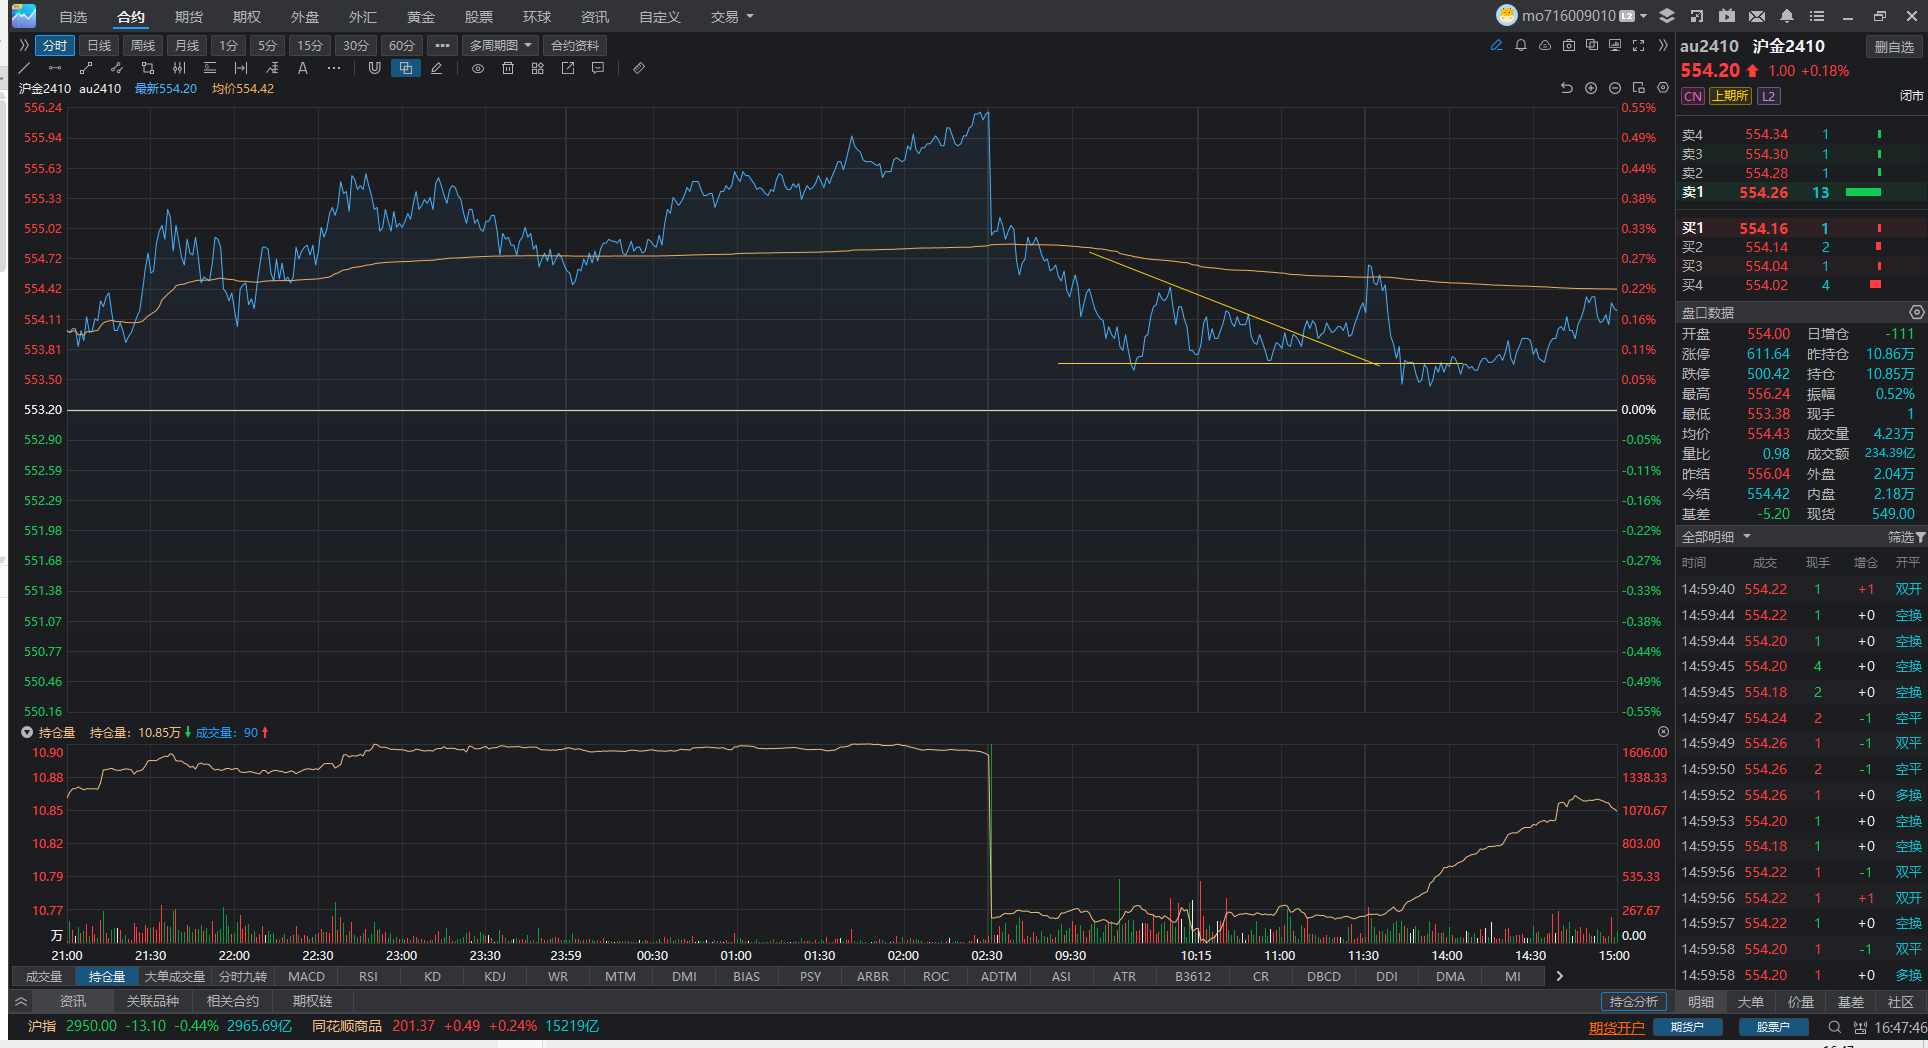 自选 合约 期货 期权 外盘 外汇 黄金 股票 环球 资讯 自定义 交易 mo716009010 L2
分时 日线 周线 月线 1分 5分 15分 30分 60分 ••• 多周期图 合约资料
沪金2410 au2410 最新554.20 均价554.42
556.24 0.55%
555.94 0.49%
555.63 0.44%
555.33 0.38%
555.02 0.33%
554.72 0.27%
554.42 0.22%
554.11 0.16%
553.81 0.11%
553.50 0.05%
553.20 0.00%
552.90 -0.05%
552.59 -0.11%
552.29 -0.16%
551.98 -0.22%
551.68 -0.27%
551.38 -0.33%
551.07 -0.38%
550.77 -0.44%
550.46 -0.49%
550.16 -0.55%
持仓量 持仓量: 10.85万 成交量: 90
10.90 1606.00
10.88 1338.33
10.85 1070.67
10.82 803.00
10.79 535.33
10.77 267.67
万 0.00
21:00 21:30 22:00 22:30 23:30 23:59 00:30 01:00 01:30 02:00 02:30 09:30 10:15 11:00 11:30 14:00 14:30 15:00
成交量 持仓量 大单成交量 分时九转 MACD RSI KD KDJ WR MTM DMI BIAS PSY ARBR ROC ADTM ASI ATR B3612 CR DBCD DDI DMA MI
资讯 关联品种 相关合约 期权链 持仓分析
au2410 沪金2410 删自选
554.20 1.00 +0.18%
CN 上期所 L2 闭市
卖4 554.34 1
卖3 554.30 1
卖2 554.28 1
卖1 554.26 13
买1 554.16 1
买2 554.14 2
买3 554.04 1
买4 554.02 4
盘口数据
开盘 554.00 日增仓 -111
涨停 611.64 昨持仓 10.86万
跌停 500.42 持仓 10.85万
最高 556.24 振幅 0.52%
最低 553.38 现手 1
均价 554.43 成交量 4.23万
量比 0.98 成交额 234.39亿
昨结 556.04 外盘 2.04万
今结 554.42 内盘 2.18万
基差 -5.20 现货 549.00
全部明细 筛选
时间 成交 现手 增仓 开平
14:59:40 554.22 1 +1 双开
14:59:44 554.22 1 +0 空换
14:59:44 554.20 1 +0 空换
14:59:45 554.20 4 +0 空换
14:59:45 554.18 2 +0 空换
14:59:47 554.24 2 -1 空平
14:59:49 554.26 1 -1 双平
14:59:50 554.26 2 -1 空平
14:59:52 554.26 1 +0 多换
14:59:53 554.20 1 +0 空换
14:59:55 554.18 1 +0 空换
14:59:56 554.22 1 -1 双平
14:59:56 554.22 1 +1 双开
14:59:57 554.22 1 +0 空换
14:59:58 554.20 1 -1 双平
14:59:58 554.20 1 +0 多换
明细 大单 价量 基差 社区
沪指 2950.00 -13.10 -0.44% 2965.69亿 同花顺商品 201.37 +0.49 +0.24% 15219亿 期货开户 期货户 股票户 16:47:46